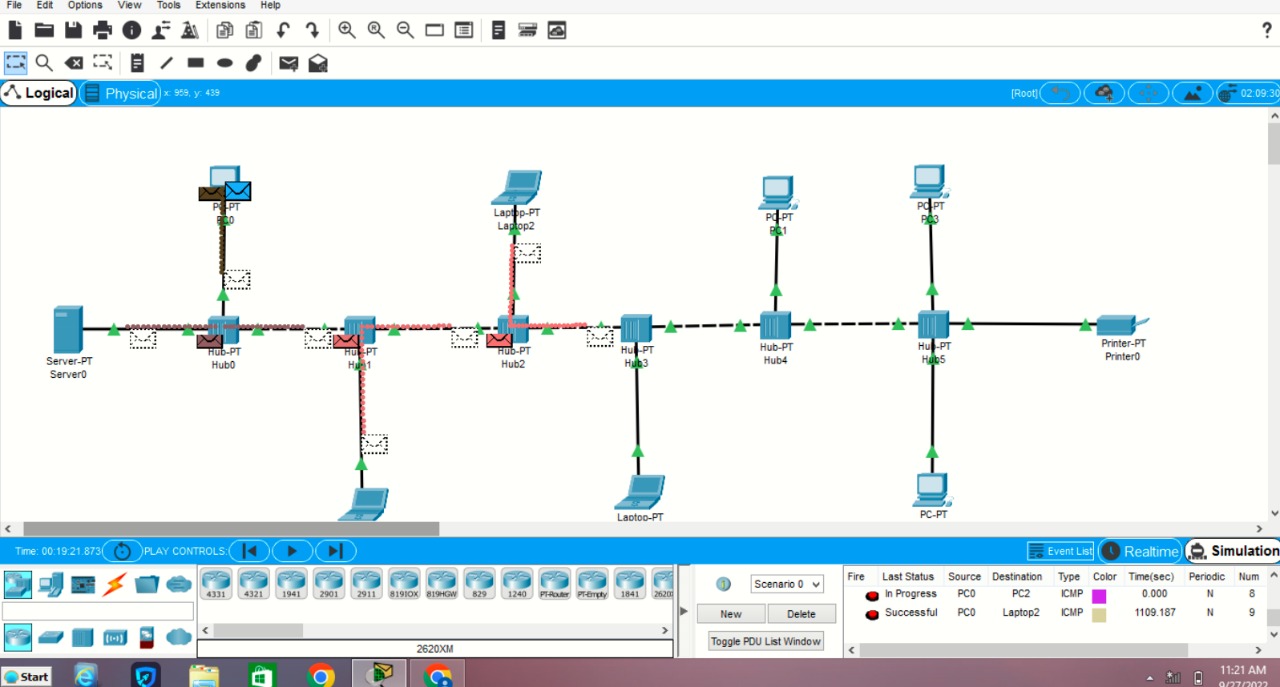 File Edit Options View Tools Extensions Help
?
Logical Physical x: 959, y: 439 [Root] 02:09:30
PC-PT
PC0
Laptop-PT
Laptop2
PC-PT
PC1
PC-PT
PC3
Server-PT
Server0
Hub-PT
Hub0
Hub-PT
Hub1
Hub-PT
Hub2
Hub-PT
Hub3
Hub-PT
Hub4
Hub-PT
Hub5
Printer-PT
Printer0
Laptop-PT
PC-PT
Time: 00:19:21.873 PLAY CONTROLS: Event List Realtime Simulation
4331 4321 1941 2901 2911 819IOX 819HGW 829 1240 PT-Router PT-Empty 1841 2620
2620XM
Scenario 0
New Delete
Toggle PDU List Window
Fire Last Status Source Destination Type Color Time(sec) Periodic Num
In Progress PC0 PC2 ICMP 0.000 N 8
Successful PC0 Laptop2 ICMP 1109.187 N 9
Start
11:21 AM
9/27/2022